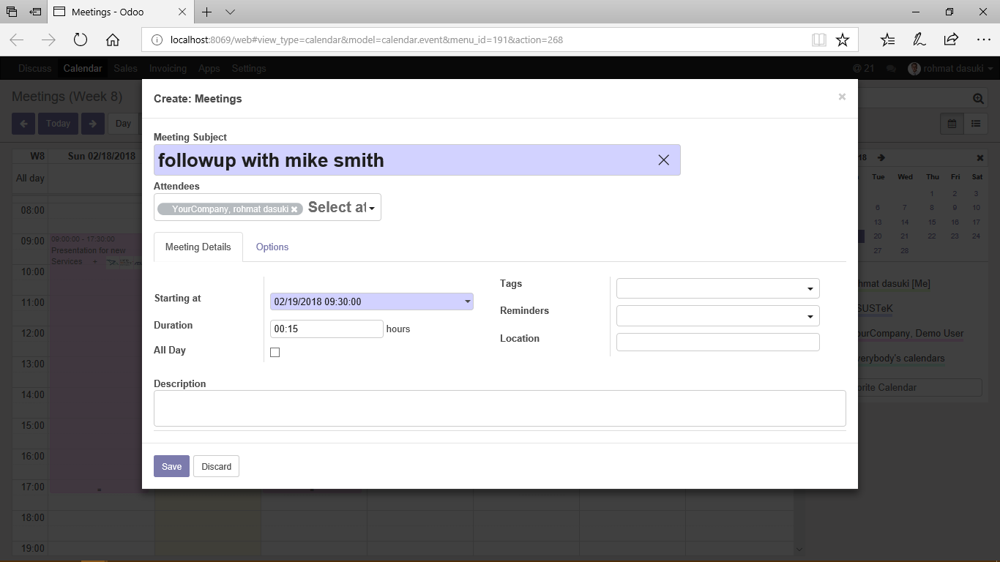 Meetings - Odoo
localhost:8069/web#view_type=calendar&model=calendar.event&menu_id=191&action=268
Discuss Calendar Sales Invoicing Apps Settings @ 21 rohmat dasuki
Meetings (Week 8)
Today Day
Create: Meetings
Meeting Subject
followup with mike smith
Attendees
YourCompany, rohmat dasuki Select at
Meeting Details Options
Starting at 02/19/2018 09:30:00
Duration 00:15 hours
All Day
Tags
Reminders
Location
Description
Save Discard
W8 Sun 02/18/2018
All day
08:00
09:00
10:00
11:00
12:00
13:00
14:00
15:00
16:00
17:00
18:00
19:00
09:00:00 - 17:30:00
Presentation for new
Services
18
Tue Wed Thu Fri Sat
1 2 3
6 7 8 9 10
13 14 15 16 17
20 21 22 23 24
27 28
hmat dasuki [Me]
SUSTeK
ourCompany, Demo User
verybody's calendars
orite Calendar